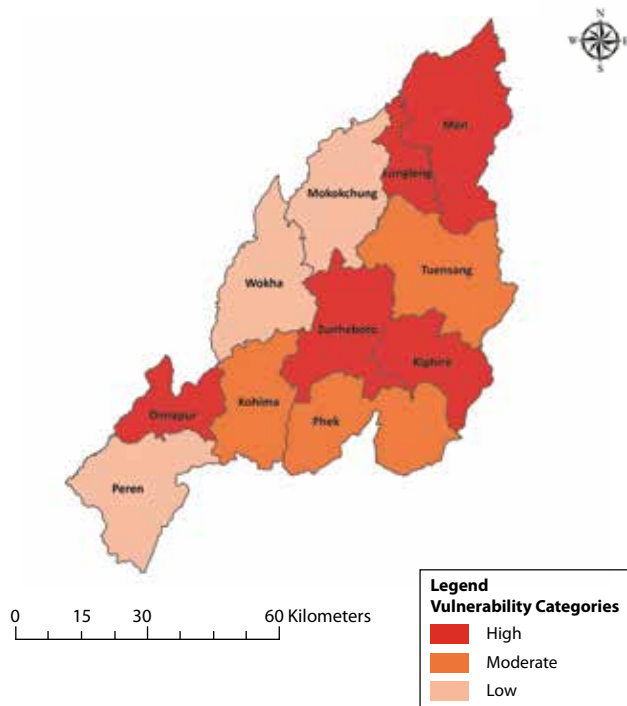 N
W E
S
Mon
Longleng
Mokokchung
Tuensang
Wokha
Zunheboto
Kiphire
Dimapur
Kohima
Phek
Peren
0 15 30 60 Kilometers
Legend
Vulnerability Categories
High
Moderate
Low